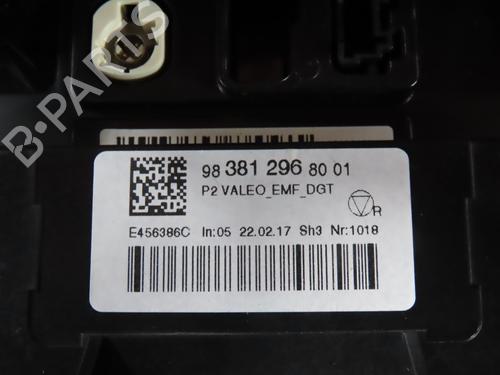 B-PARTS
98 381 296 80 01
P2 VALEO_EMF_DGT
R
E456386C In:05 22.02.17 Sh3 Nr:1018